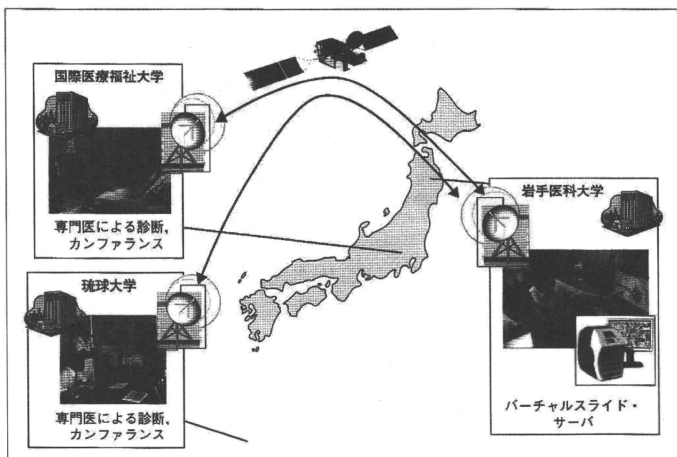 国際医療福祉大学
専門医による診断,
カンファランス
琉球大学
専門医による診断,
カンファランス
岩手医科大学
バーチャルスライド・
サーバ